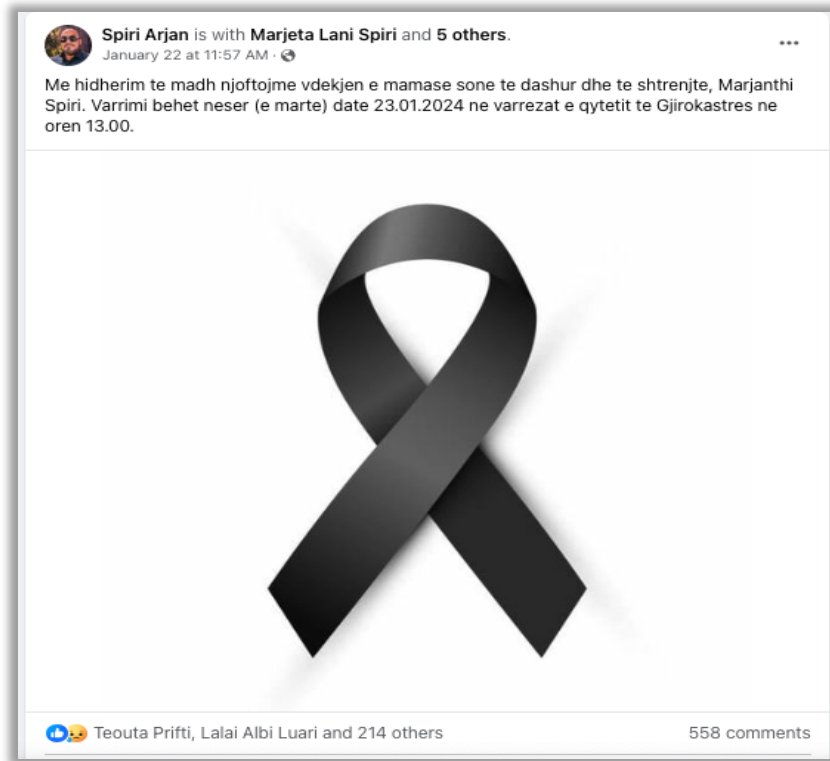 Spiri Arjan is with Marjeta Lani Spiri and 5 others.
January 22 at 11:57 AM ·
Me hidherim te madh njoftojme vdekjen e mamase sone te dashur dhe te shtrenjte, Marjanthi
Spiri. Varrimi behet neser (e marte) date 23.01.2024 ne varrezat e qytetit te Gjirokastres ne
oren 13.00.
Teouta Prifti, Lalai Albi Luari and 214 others
558 comments